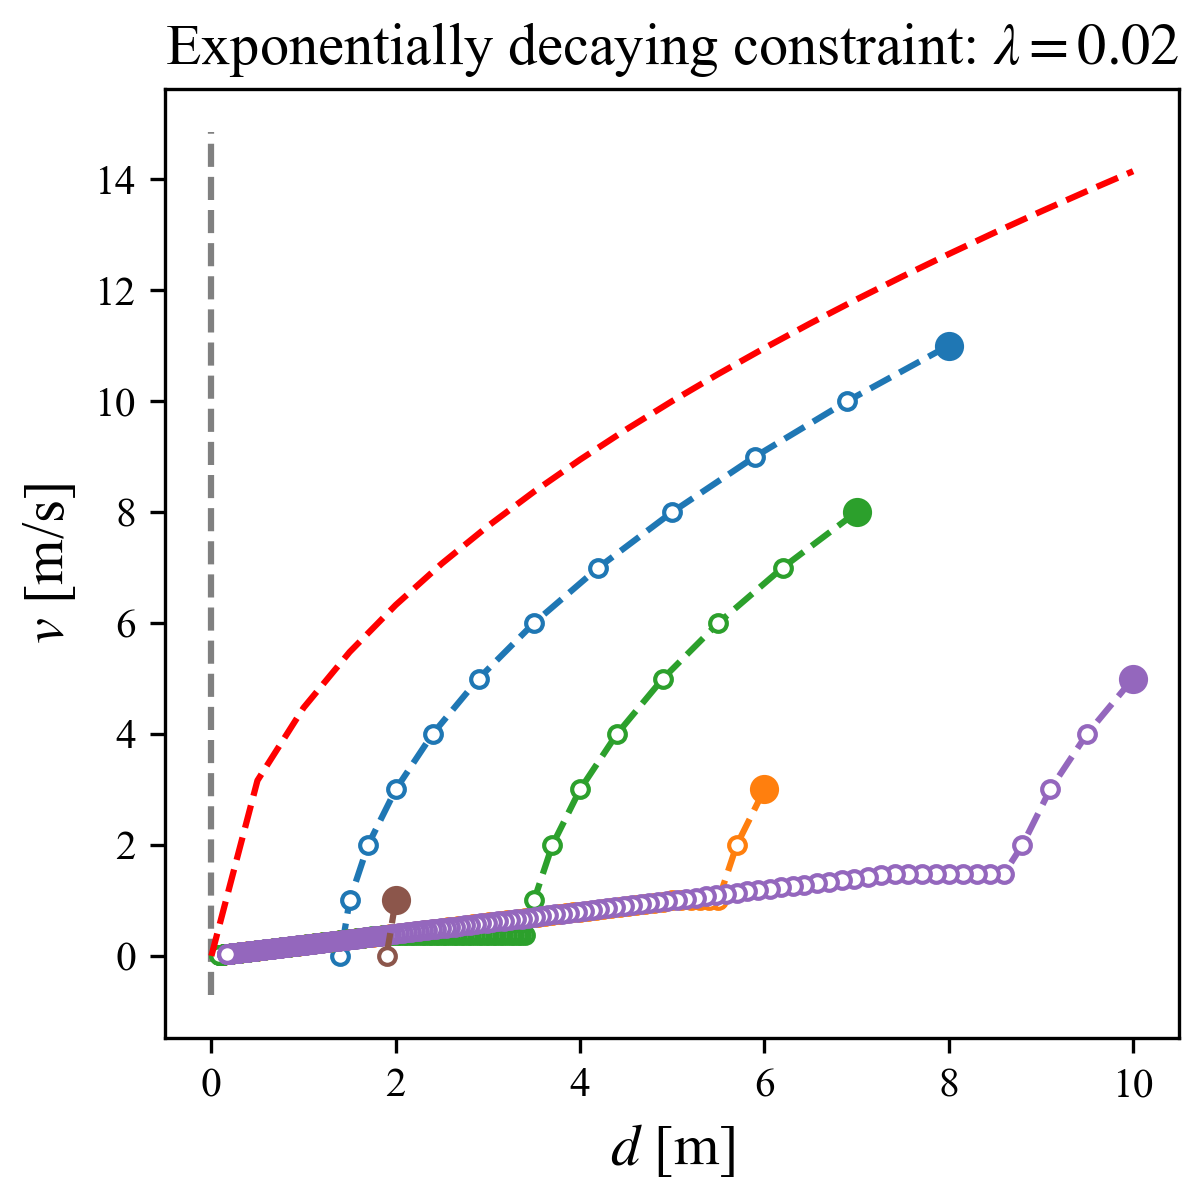 Exponentially decaying constraint: λ = 0.02
14
12
10
8
6
4
2
0
v [m/s]
0 2 4 6 8 10
d [m]